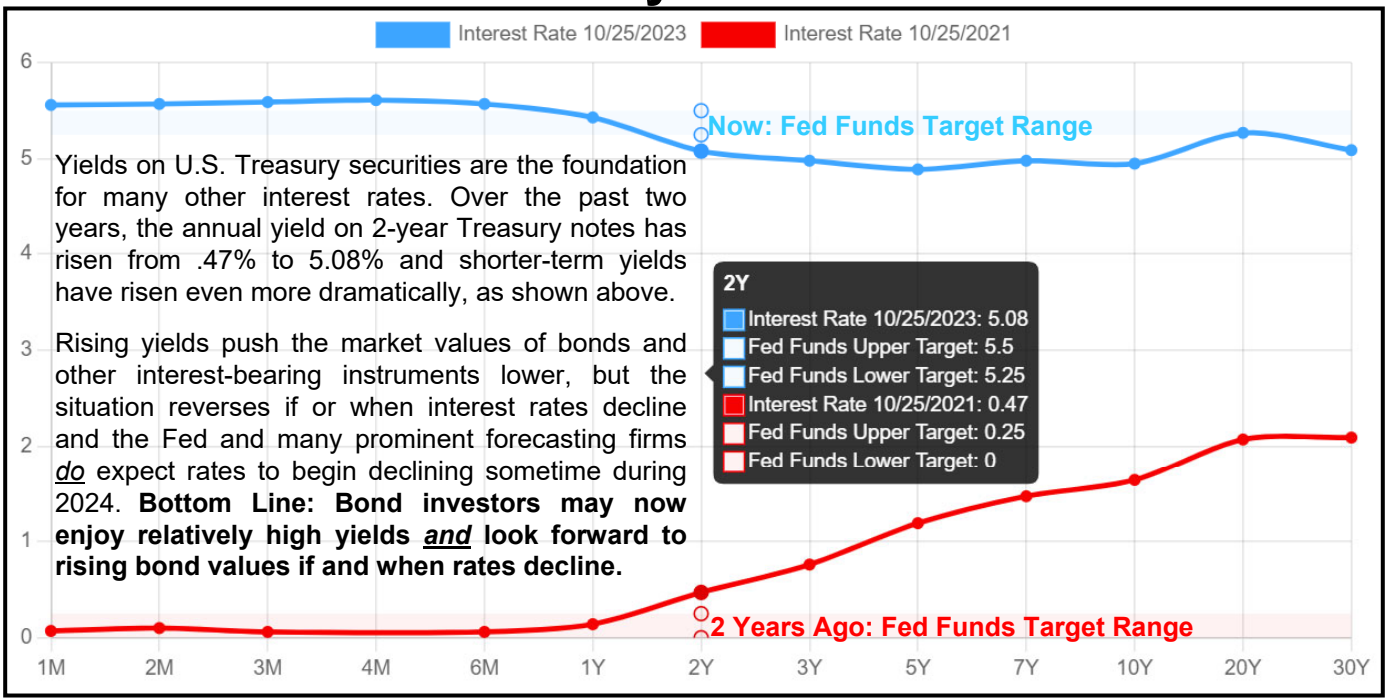 Interest Rate 10/25/2023 Interest Rate 10/25/2021
6
5
4
3
2
1
0
Now: Fed Funds Target Range
Yields on U.S. Treasury securities are the foundation
for many other interest rates. Over the past two
years, the annual yield on 2-year Treasury notes has
risen from .47% to 5.08% and shorter-term yields
have risen even more dramatically, as shown above.
Rising yields push the market values of bonds and
other interest-bearing instruments lower, but the
situation reverses if or when interest rates decline
and the Fed and many prominent forecasting firms
do expect rates to begin declining sometime during
2024. Bottom Line: Bond investors may now
enjoy relatively high yields and look forward to
rising bond values if and when rates decline.
2Y
Interest Rate 10/25/2023: 5.08
Fed Funds Upper Target: 5.5
Fed Funds Lower Target: 5.25
Interest Rate 10/25/2021: 0.47
Fed Funds Upper Target: 0.25
Fed Funds Lower Target: 0
2 Years Ago: Fed Funds Target Range
1M 2M 3M 4M 6M 1Y 2Y 3Y 5Y 7Y 10Y 20Y 30Y